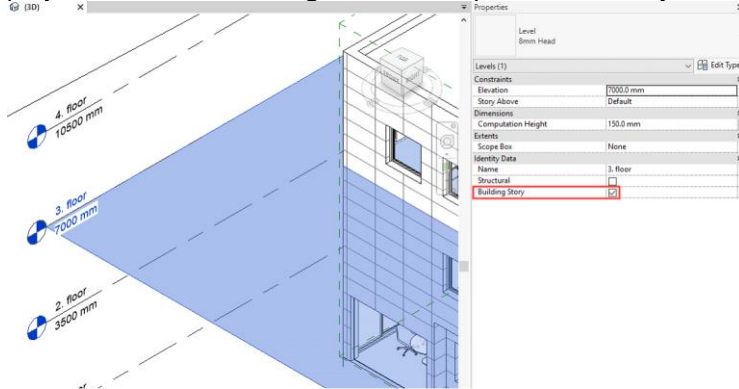 {3D}
4. floor
10500 mm
3. floor
7000 mm
2. floor
3500 mm
Properties
Level
8mm Head
Levels (1)
Edit Type
Constraints
Elevation 7000.0 mm
Story Above Default
Dimensions
Computation Height 150.0 mm
Extents
Scope Box None
Identity Data
Name 3. floor
Structural
Building Story